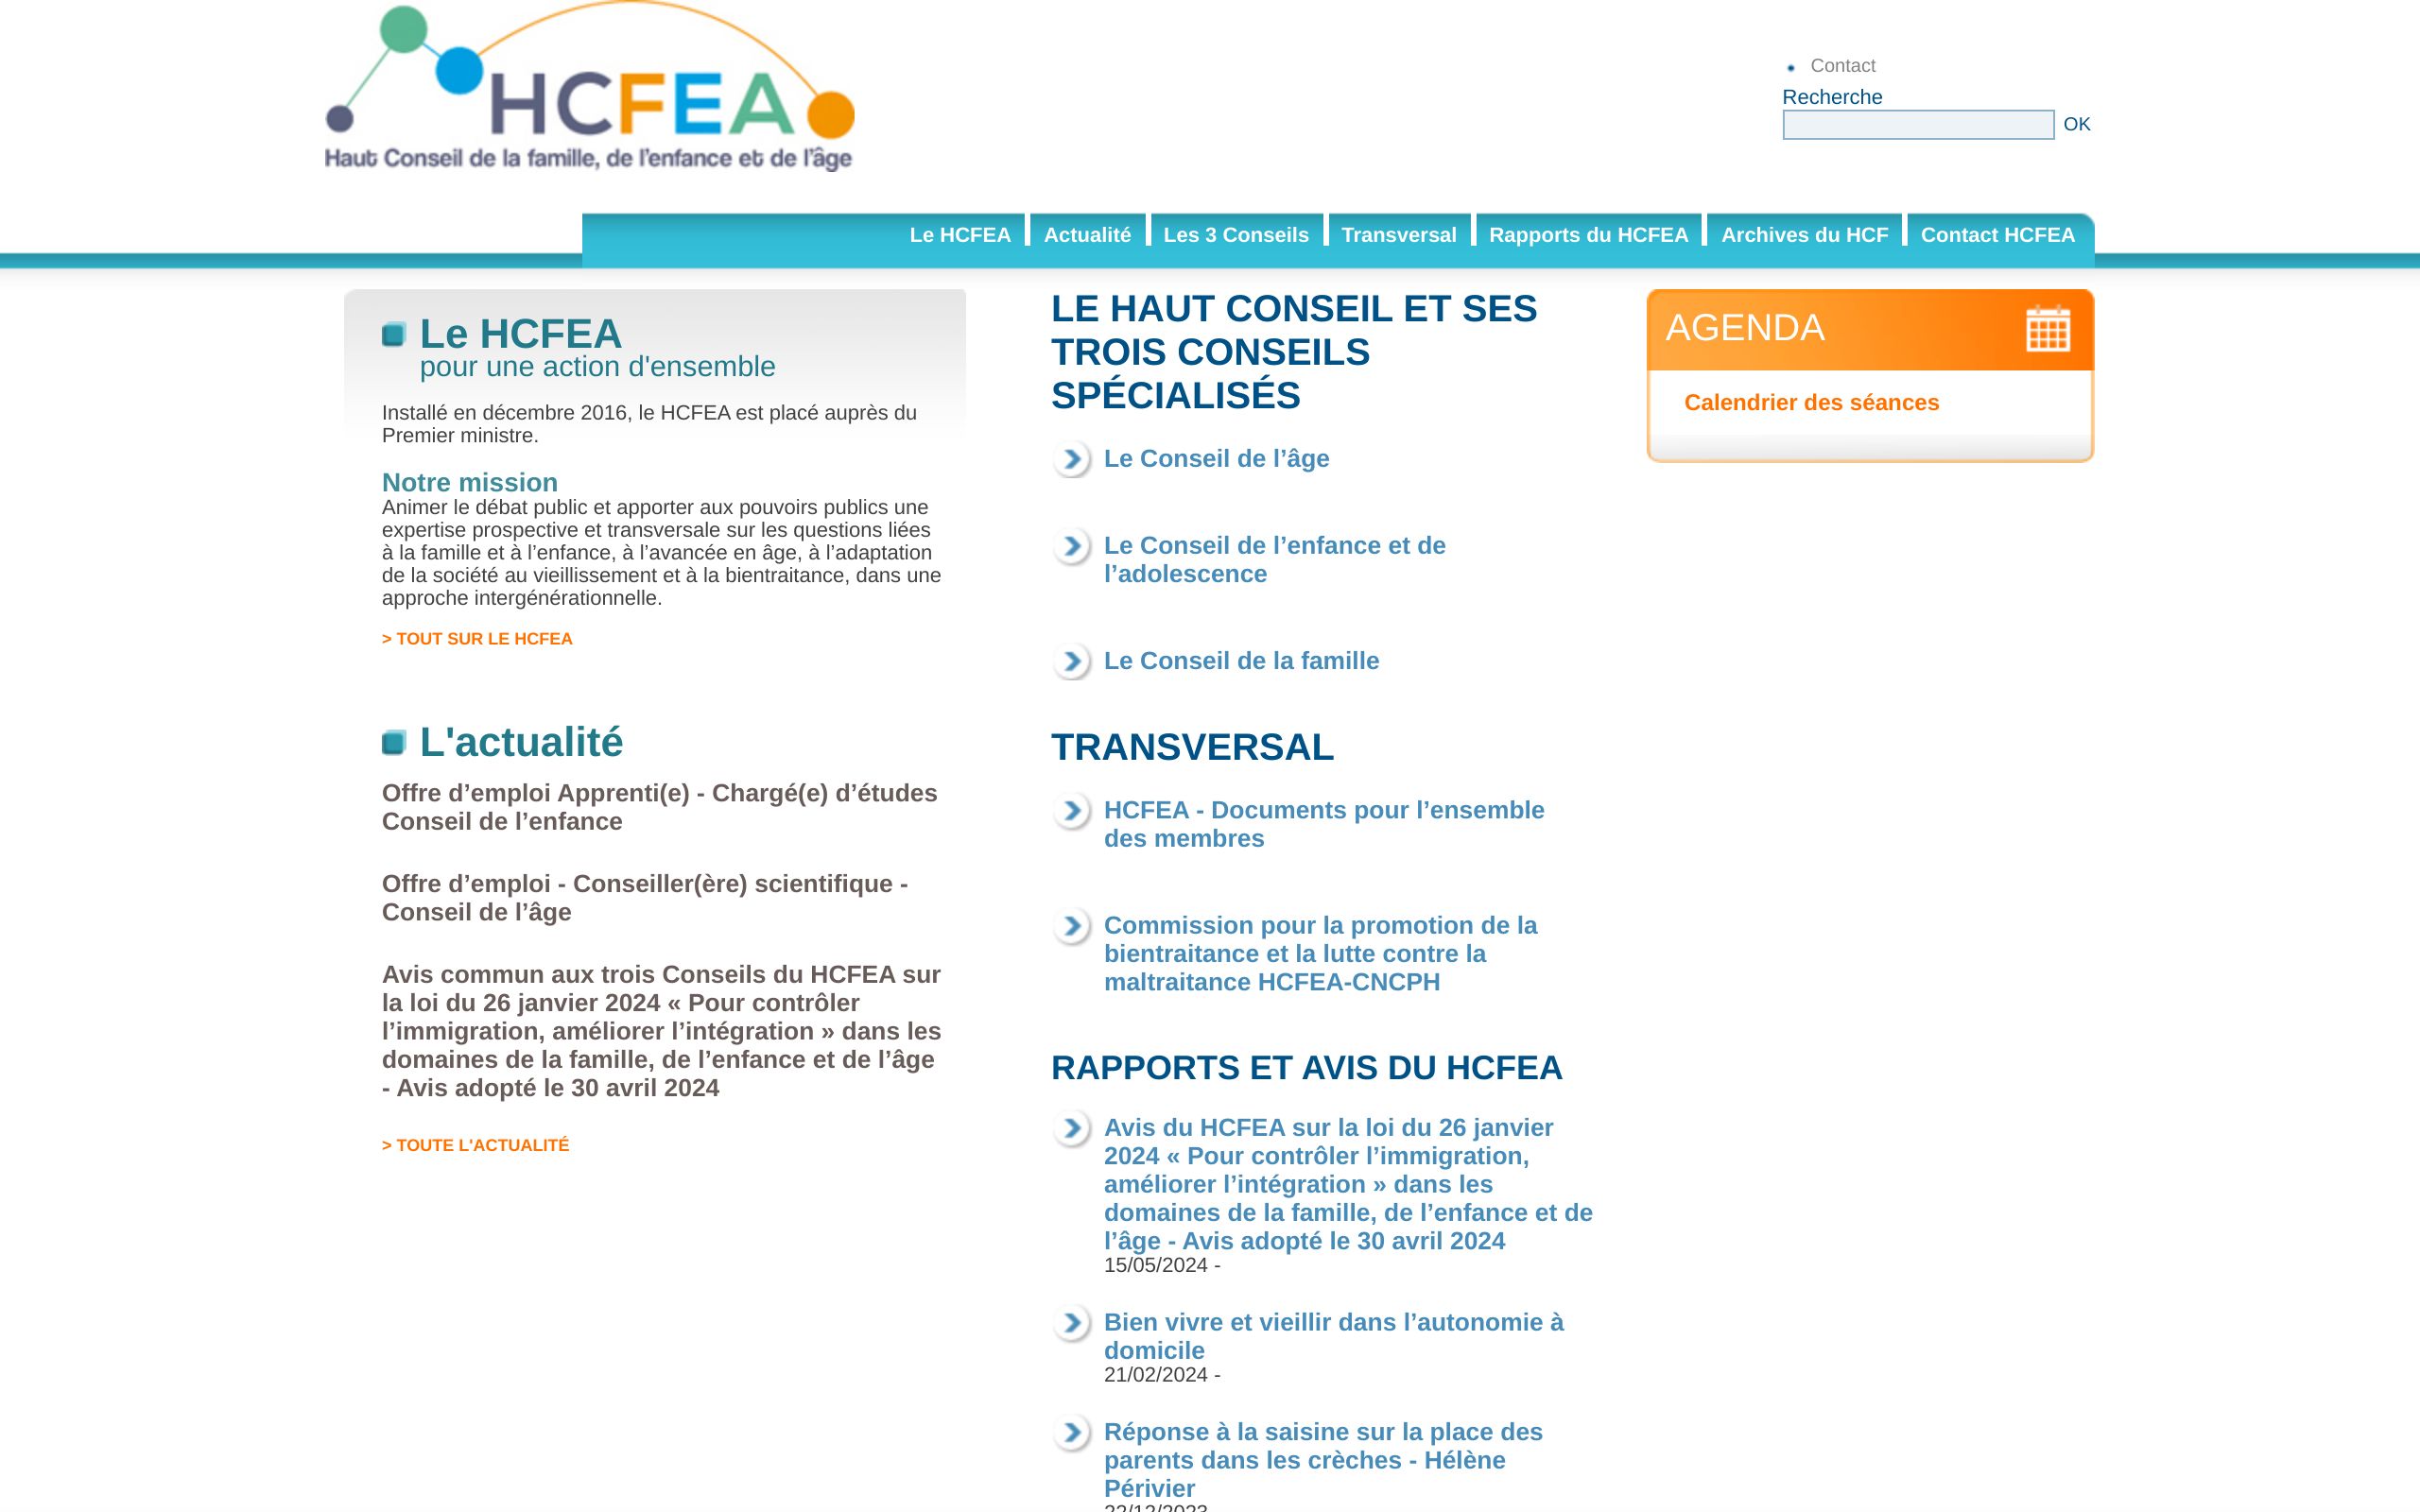 HCFEA
Haut Conseil de la famille, de l’enfance et de l’âge
Contact
Recherche
OK
Le HCFEA
Actualité
Les 3 Conseils
Transversal
Rapports du HCFEA
Archives du HCF
Contact HCFEA
Le HCFEA
pour une action d'ensemble
Installé en décembre 2016, le HCFEA est placé auprès du
Premier ministre.
Notre mission
Animer le débat public et apporter aux pouvoirs publics une
expertise prospective et transversale sur les questions liées
à la famille et à l’enfance, à l’avancée en âge, à l’adaptation
de la société au vieillissement et à la bientraitance, dans une
approche intergénérationnelle.
> TOUT SUR LE HCFEA
L'actualité
Offre d’emploi Apprenti(e) - Chargé(e) d’études
Conseil de l’enfance
Offre d’emploi - Conseiller(ère) scientifique -
Conseil de l’âge
Avis commun aux trois Conseils du HCFEA sur
la loi du 26 janvier 2024 « Pour contrôler
l’immigration, améliorer l’intégration » dans les
domaines de la famille, de l’enfance et de l’âge
- Avis adopté le 30 avril 2024
> TOUTE L'ACTUALITÉ
LE HAUT CONSEIL ET SES
TROIS CONSEILS
SPÉCIALISÉS
Le Conseil de l’âge
Le Conseil de l’enfance et de
l’adolescence
Le Conseil de la famille
TRANSVERSAL
HCFEA - Documents pour l’ensemble
des membres
Commission pour la promotion de la
bientraitance et la lutte contre la
maltraitance HCFEA-CNCPH
RAPPORTS ET AVIS DU HCFEA
Avis du HCFEA sur la loi du 26 janvier
2024 « Pour contrôler l’immigration,
améliorer l’intégration » dans les
domaines de la famille, de l’enfance et de
l’âge - Avis adopté le 30 avril 2024
15/05/2024 -
Bien vivre et vieillir dans l’autonomie à
domicile
21/02/2024 -
Réponse à la saisine sur la place des
parents dans les crèches - Hélène
Périvier
22/12/2023
AGENDA
Calendrier des séances